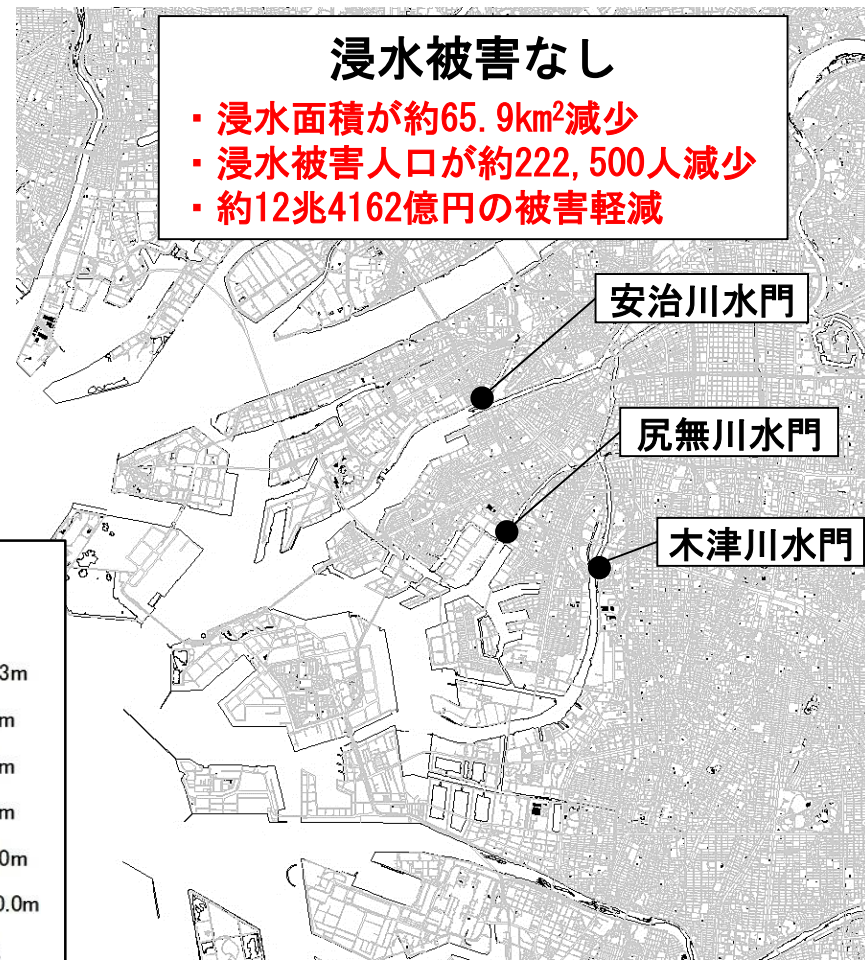 浸水被害なし
・浸水面積が約65.9km²減少
・浸水被害人口が約222,500人減少
・約12兆4162億円の被害軽減
安治川水門
尻無川水門
木津川水門
3m
m
m
m
0m
0.0m